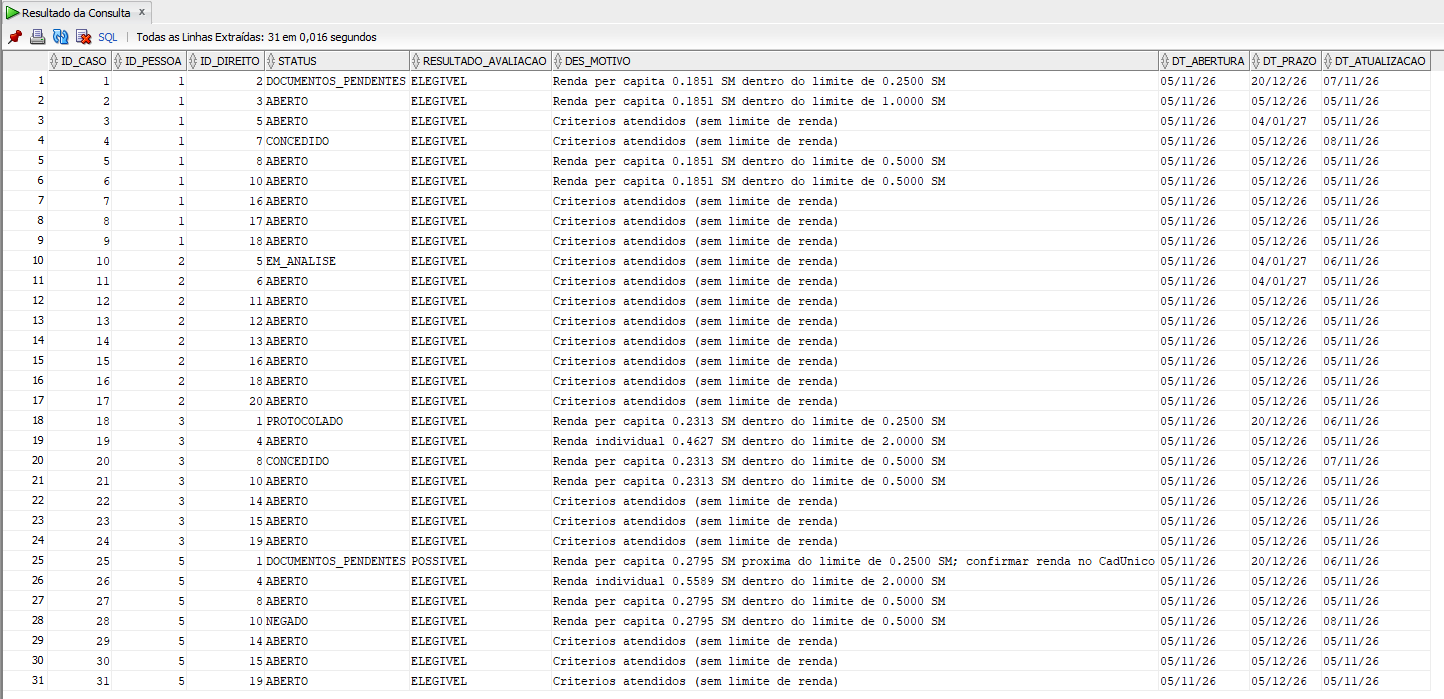 Resultado da Consulta x
SQL | Todas as Linhas Extraídas: 31 em 0,016 segundos
ID_CASO ID_PESSOA ID_DIREITO STATUS RESULTADO_AVALIACAO DES_MOTIVO DT_ABERTURA DT_PRAZO DT_ATUALIZACAO
1 1 1 2 DOCUMENTOS_PENDENTES ELEGIVEL Renda per capita 0.1851 SM dentro do limite de 0.2500 SM 05/11/26 20/12/26 07/11/26
2 2 1 3 ABERTO ELEGIVEL Renda per capita 0.1851 SM dentro do limite de 1.0000 SM 05/11/26 05/12/26 05/11/26
3 3 1 5 ABERTO ELEGIVEL Criterios atendidos (sem limite de renda) 05/11/26 04/01/27 05/11/26
4 4 1 7 CONCEDIDO ELEGIVEL Criterios atendidos (sem limite de renda) 05/11/26 05/12/26 08/11/26
5 5 1 8 ABERTO ELEGIVEL Renda per capita 0.1851 SM dentro do limite de 0.5000 SM 05/11/26 05/12/26 05/11/26
6 6 1 10 ABERTO ELEGIVEL Renda per capita 0.1851 SM dentro do limite de 0.5000 SM 05/11/26 05/12/26 05/11/26
7 7 1 16 ABERTO ELEGIVEL Criterios atendidos (sem limite de renda) 05/11/26 05/12/26 05/11/26
8 8 1 17 ABERTO ELEGIVEL Criterios atendidos (sem limite de renda) 05/11/26 05/12/26 05/11/26
9 9 1 18 ABERTO ELEGIVEL Criterios atendidos (sem limite de renda) 05/11/26 05/12/26 05/11/26
10 10 2 5 EM_ANALISE ELEGIVEL Criterios atendidos (sem limite de renda) 05/11/26 04/01/27 06/11/26
11 11 2 6 ABERTO ELEGIVEL Criterios atendidos (sem limite de renda) 05/11/26 04/01/27 05/11/26
12 12 2 11 ABERTO ELEGIVEL Criterios atendidos (sem limite de renda) 05/11/26 05/12/26 05/11/26
13 13 2 12 ABERTO ELEGIVEL Criterios atendidos (sem limite de renda) 05/11/26 05/12/26 05/11/26
14 14 2 13 ABERTO ELEGIVEL Criterios atendidos (sem limite de renda) 05/11/26 05/12/26 05/11/26
15 15 2 16 ABERTO ELEGIVEL Criterios atendidos (sem limite de renda) 05/11/26 05/12/26 05/11/26
16 16 2 18 ABERTO ELEGIVEL Criterios atendidos (sem limite de renda) 05/11/26 05/12/26 05/11/26
17 17 2 20 ABERTO ELEGIVEL Criterios atendidos (sem limite de renda) 05/11/26 05/12/26 05/11/26
18 18 3 1 PROTOCOLADO ELEGIVEL Renda per capita 0.2313 SM dentro do limite de 0.2500 SM 05/11/26 20/12/26 06/11/26
19 19 3 4 ABERTO ELEGIVEL Renda individual 0.4627 SM dentro do limite de 2.0000 SM 05/11/26 05/12/26 05/11/26
20 20 3 8 CONCEDIDO ELEGIVEL Renda per capita 0.2313 SM dentro do limite de 0.5000 SM 05/11/26 05/12/26 07/11/26
21 21 3 10 ABERTO ELEGIVEL Renda per capita 0.2313 SM dentro do limite de 0.5000 SM 05/11/26 05/12/26 05/11/26
22 22 3 14 ABERTO ELEGIVEL Criterios atendidos (sem limite de renda) 05/11/26 05/12/26 05/11/26
23 23 3 15 ABERTO ELEGIVEL Criterios atendidos (sem limite de renda) 05/11/26 05/12/26 05/11/26
24 24 3 19 ABERTO ELEGIVEL Criterios atendidos (sem limite de renda) 05/11/26 05/12/26 05/11/26
25 25 5 1 DOCUMENTOS_PENDENTES POSSIVEL Renda per capita 0.2795 SM proxima do limite de 0.2500 SM; confirmar renda no CadUnico 05/11/26 20/12/26 06/11/26
26 26 5 4 ABERTO ELEGIVEL Renda individual 0.5589 SM dentro do limite de 2.0000 SM 05/11/26 05/12/26 05/11/26
27 27 5 8 ABERTO ELEGIVEL Renda per capita 0.2795 SM dentro do limite de 0.5000 SM 05/11/26 05/12/26 05/11/26
28 28 5 10 NEGADO ELEGIVEL Renda per capita 0.2795 SM dentro do limite de 0.5000 SM 05/11/26 05/12/26 08/11/26
29 29 5 14 ABERTO ELEGIVEL Criterios atendidos (sem limite de renda) 05/11/26 05/12/26 05/11/26
30 30 5 15 ABERTO ELEGIVEL Criterios atendidos (sem limite de renda) 05/11/26 05/12/26 05/11/26
31 31 5 19 ABERTO ELEGIVEL Criterios atendidos (sem limite de renda) 05/11/26 05/12/26 05/11/26